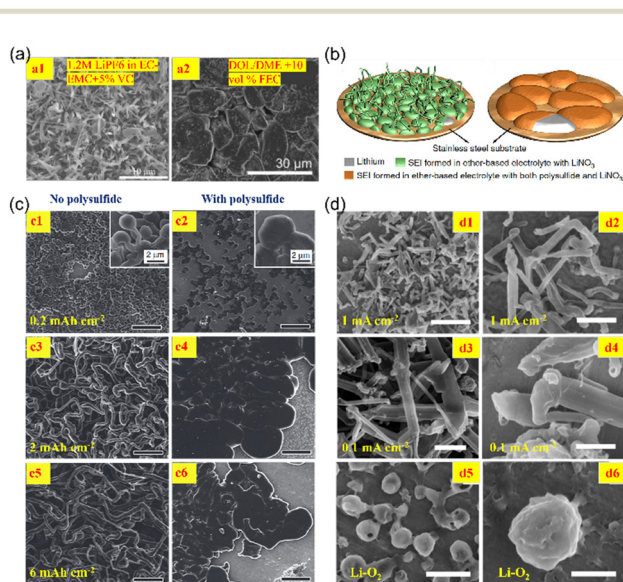 (a)
a1
1.2M LiPF6 in EC-
EMC+5% VC
10 μm
a2
DOL/DME +10
vol % FEC
30 μm
(b)
Stainless steel substrate
Lithium
SEI formed in ether-based electrolyte with LiNO3
SEI formed in ether-based electrolyte with both polysulfide and LiNO3
(c)
No polysulfide
With polysulfide
c1
2 μm
0.2 mAh cm-2
c2
2 μm
c3
2 mAh cm-2
c4
c5
6 mAh cm-2
c6
(d)
d1
1 mA cm-2
d2
1 mA cm-2
d3
0.1 mA cm-2
d4
0.1 mA cm-2
d5
Li-O2
d6
Li-O2